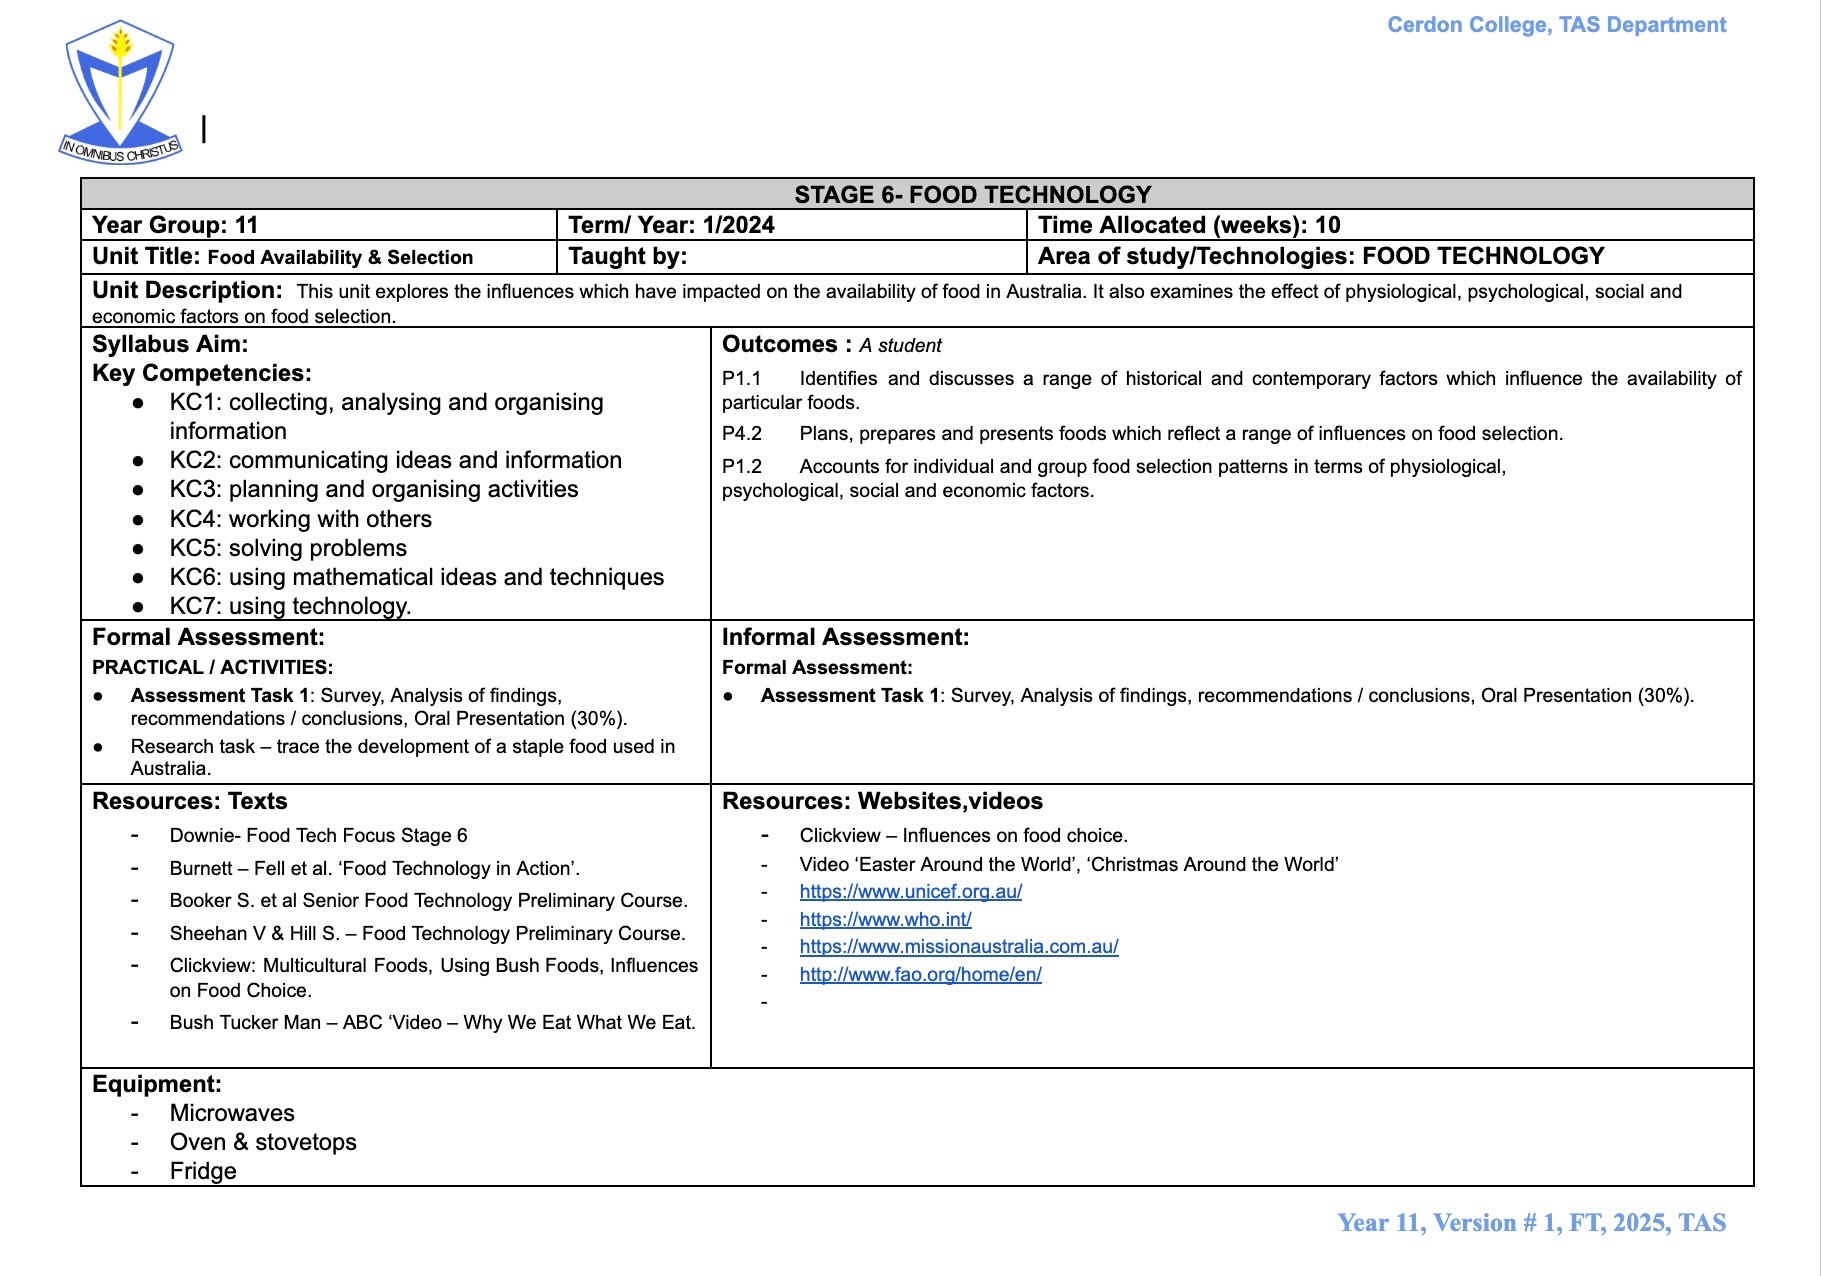 Cerdon College, TAS Department
IN OMNIBUS CHRISTUS
STAGE 6- FOOD TECHNOLOGY
Year Group: 11
Term/ Year: 1/2024
Time Allocated (weeks): 10
Unit Title: Food Availability & Selection
Taught by:
Area of study/Technologies: FOOD TECHNOLOGY
Unit Description: This unit explores the influences which have impacted on the availability of food in Australia. It also examines the effect of physiological, psychological, social and
economic factors on food selection.
Syllabus Aim:
Key Competencies:
● KC1: collecting, analysing and organising
information
● KC2: communicating ideas and information
● KC3: planning and organising activities
● KC4: working with others
● KC5: solving problems
● KC6: using mathematical ideas and techniques
● KC7: using technology.
Outcomes : A student
P1.1 Identifies and discusses a range of historical and contemporary factors which influence the availability of
particular foods.
P4.2 Plans, prepares and presents foods which reflect a range of influences on food selection.
P1.2 Accounts for individual and group food selection patterns in terms of physiological,
psychological, social and economic factors.
Formal Assessment:
PRACTICAL / ACTIVITIES:
● Assessment Task 1: Survey, Analysis of findings,
recommendations / conclusions, Oral Presentation (30%).
● Research task – trace the development of a staple food used in
Australia.
Informal Assessment:
Formal Assessment:
● Assessment Task 1: Survey, Analysis of findings, recommendations / conclusions, Oral Presentation (30%).
Resources: Texts
- Downie- Food Tech Focus Stage 6
- Burnett – Fell et al. ‘Food Technology in Action’.
- Booker S. et al Senior Food Technology Preliminary Course.
- Sheehan V & Hill S. – Food Technology Preliminary Course.
- Clickview: Multicultural Foods, Using Bush Foods, Influences
on Food Choice.
- Bush Tucker Man – ABC ‘Video – Why We Eat What We Eat.
Resources: Websites,videos
- Clickview – Influences on food choice.
- Video ‘Easter Around the World’, ‘Christmas Around the World’
- https://www.unicef.org.au/
- https://www.who.int/
- https://www.missionaustralia.com.au/
- http://www.fao.org/home/en/
-
Equipment:
- Microwaves
- Oven & stovetops
- Fridge
Year 11, Version # 1, FT, 2025, TAS